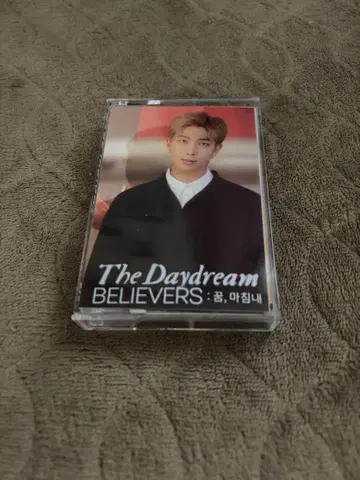 The Daydream
BELIEVERS : 꿈, 마침내